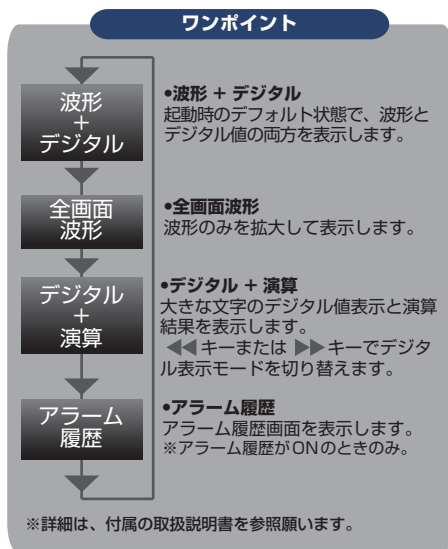 ワンポイント
波形
+
デジタル
•波形 + デジタル
起動時のデフォルト状態で、波形と
デジタル値の両方を表示します。
全画面
波形
•全画面波形
波形のみを拡大して表示します。
デジタル
+
演算
•デジタル + 演算
大きな文字のデジタル値表示と演算
結果を表示します。
◀◀キーまたは ▶▶キーでデジタ
ル表示モードを切り替えます。
アラーム
履歴
•アラーム履歴
アラーム履歴画面を表示します。
※アラーム履歴がONのときのみ。
※詳細は、付属の取扱説明書を参照願います。